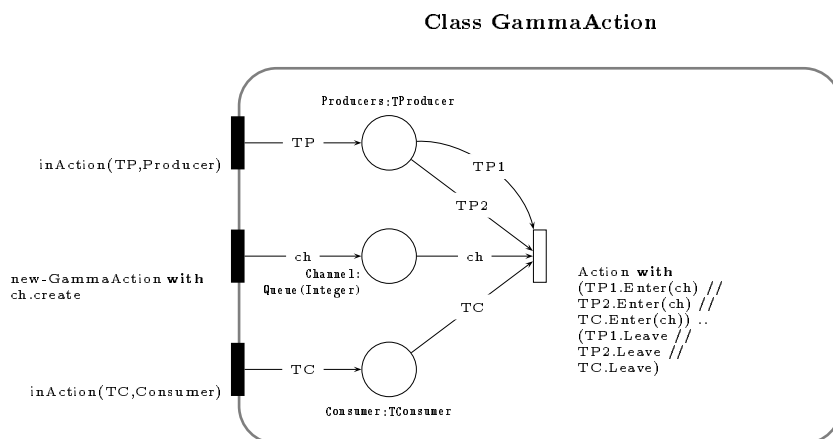 Class GammaAction
Producers:TProducer
TP
TP1
inAction(TP,Producer)
TP2
ch
ch
Channel:
Queue(Integer)
new-GammaAction with
ch.create
Action with
(TP1.Enter(ch) //
TP2.Enter(ch) //
TC.Enter(ch)) ..
(TP1.Leave //
TP2.Leave //
TC.Leave)
TC
TC
inAction(TC,Consumer)
Consumer:TConsumer